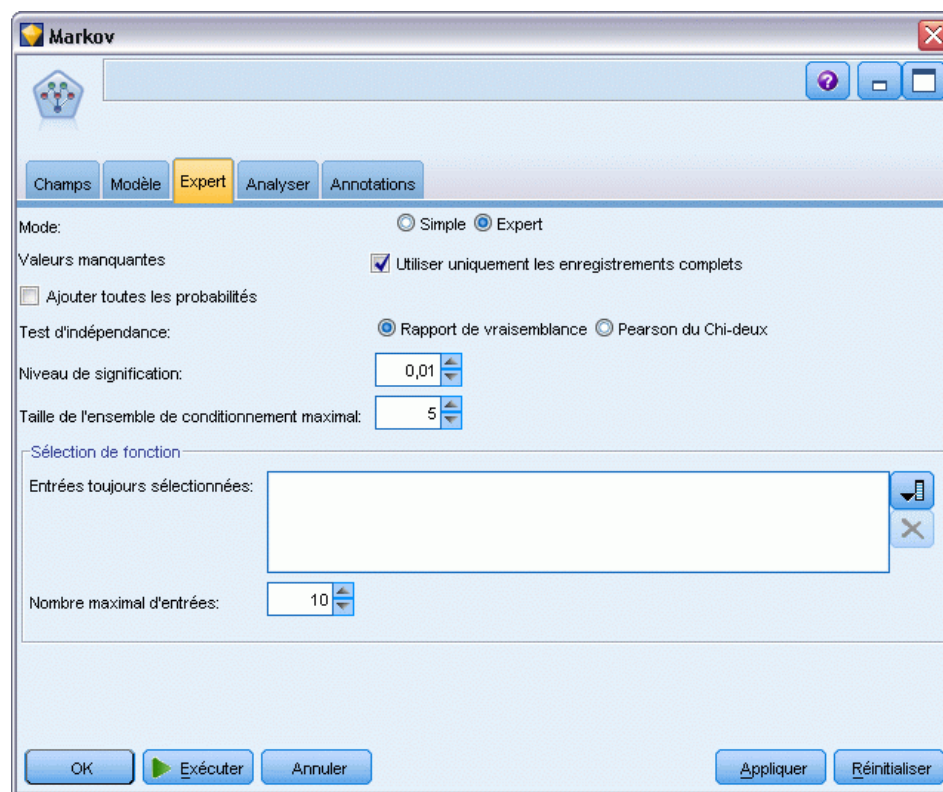 Markov
Champs Modèle Expert Analyser Annotations
Mode: Simple Expert
Valeurs manquantes Utiliser uniquement les enregistrements complets
Ajouter toutes les probabilités
Test d'indépendance: Rapport de vraisemblance Pearson du Chi-deux
Niveau de signification: 0,01
Taille de l'ensemble de conditionnement maximal: 5
Sélection de fonction
Entrées toujours sélectionnées:
Nombre maximal d'entrées: 10
OK Exécuter Annuler Appliquer Réinitialiser